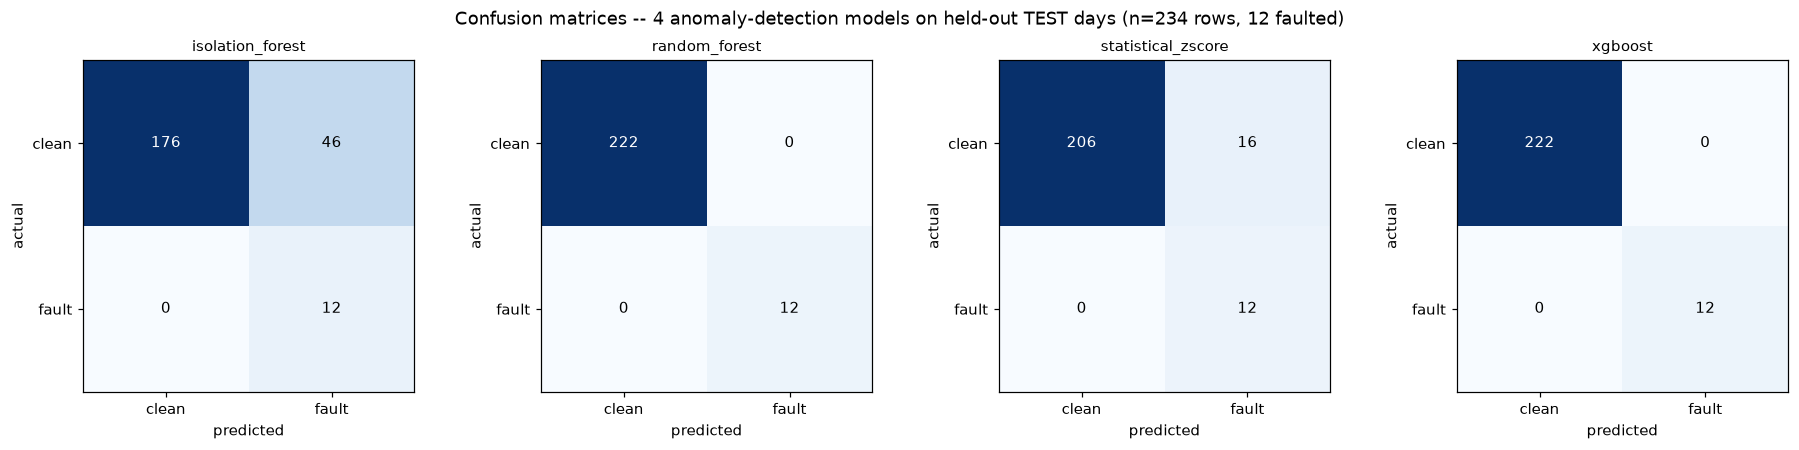 Confusion matrices -- 4 anomaly-detection models on held-out TEST days (n=234 rows, 12 faulted)
isolation_forest
actual
clean
fault
176
46
0
12
clean
fault
predicted
random_forest
actual
clean
fault
222
0
0
12
clean
fault
predicted
statistical_zscore
actual
clean
fault
206
16
0
12
clean
fault
predicted
xgboost
actual
clean
fault
222
0
0
12
clean
fault
predicted